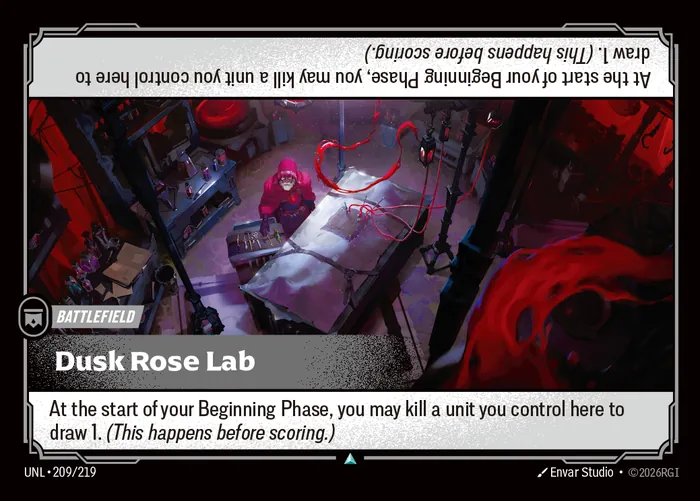 At the start of your Beginning Phase, you may kill a unit you control here to
draw 1. (This happens before scoring.)
BATTLEFIELD
Dusk Rose Lab
At the start of your Beginning Phase, you may kill a unit you control here to
draw 1. (This happens before scoring.)
UNL • 209/219
Envar Studio • ©2026RGI